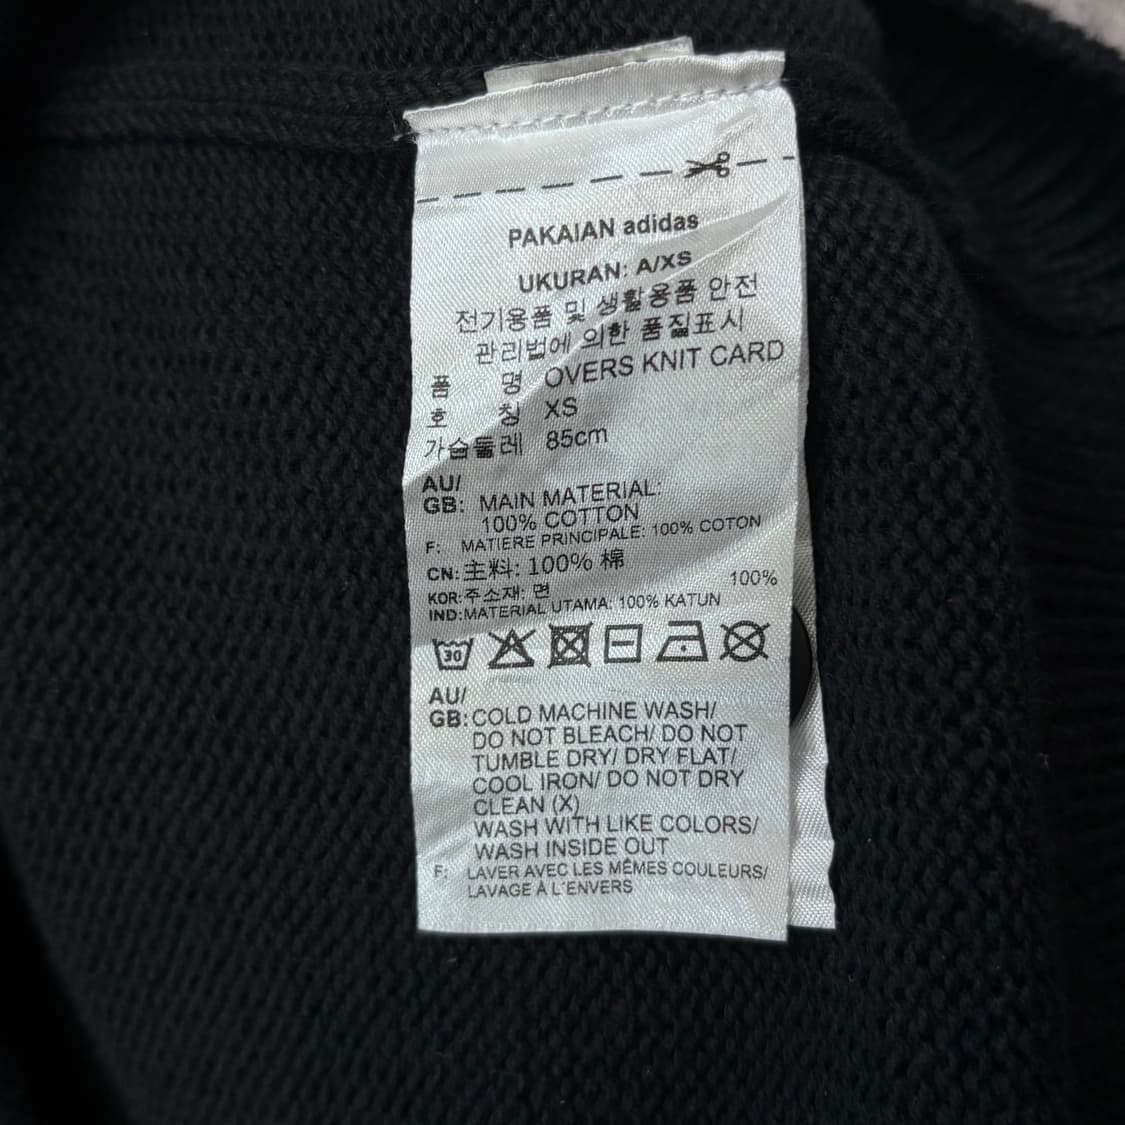 PAKAIAN adidas
UKURAN: A/XS
전기용품 및 생활용품 안전
관리법에 의한 품질표시
품 명 OVERS KNIT CARD
호 칭 XS
가슴둘레 85cm
AU/
GB: MAIN MATERIAL:
100% COTTON
F: MATIERE PRINCIPALE: 100% COTON
CN:主料: 100% 棉
100%
KOR:주소재: 면
IND:MATERIAL UTAMA: 100% KATUN
30
AU/
GB:COLD MACHINE WASH/
DO NOT BLEACH/ DO NOT
TUMBLE DRY/ DRY FLAT/
COOL IRON/ DO NOT DRY
CLEAN (X)
WASH WITH LIKE COLORS/
WASH INSIDE OUT
F: LAVER AVEC LES MÊMES COULEURS/
LAVAGE À L'ENVERS